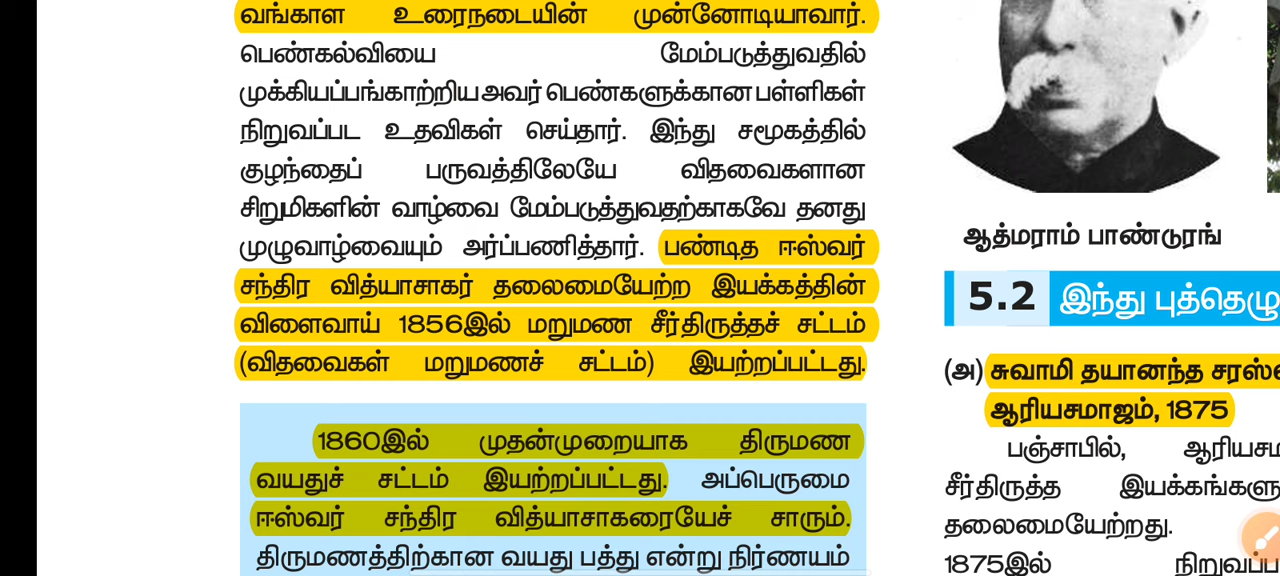 வங்காள உரைநடையின் முன்னோடியாவார்.
பெண்கல்வியை மேம்படுத்துவதில்
முக்கியப்பங்காற்றிய அவர் பெண்களுக்கான பள்ளிகள்
நிறுவப்பட உதவிகள் செய்தார். இந்து சமூகத்தில்
குழந்தைப் பருவத்திலேயே விதவைகளான
சிறுமிகளின் வாழ்வை மேம்படுத்துவதற்காகவே தனது
முழுவாழ்வையும் அர்ப்பணித்தார். பண்டித ஈஸ்வர்
சந்திர வித்யாசாகர் தலைமையேற்ற இயக்கத்தின்
விளைவாய் 1856இல் மறுமண சீர்திருத்தச் சட்டம்
(விதவைகள் மறுமணச் சட்டம்) இயற்றப்பட்டது.
1860இல் முதன்முறையாக திருமண
வயதுச் சட்டம் இயற்றப்பட்டது. அப்பெருமை
ஈஸ்வர் சந்திர வித்யாசாகரையேச் சாரும்.
திருமணத்திற்கான வயது பத்து என்று நிர்ணயம்
ஆத்மராம் பாண்டுரங்
5.2 இந்து புத்தெழு
(அ) சுவாமி தயானந்த சரஸ்
ஆரியசமாஜம், 1875
பஞ்சாபில், ஆரியசம
சீர்திருத்த இயக்கங்களு
தலைமையேற்றது.
1875இல் நிறுவப்ப